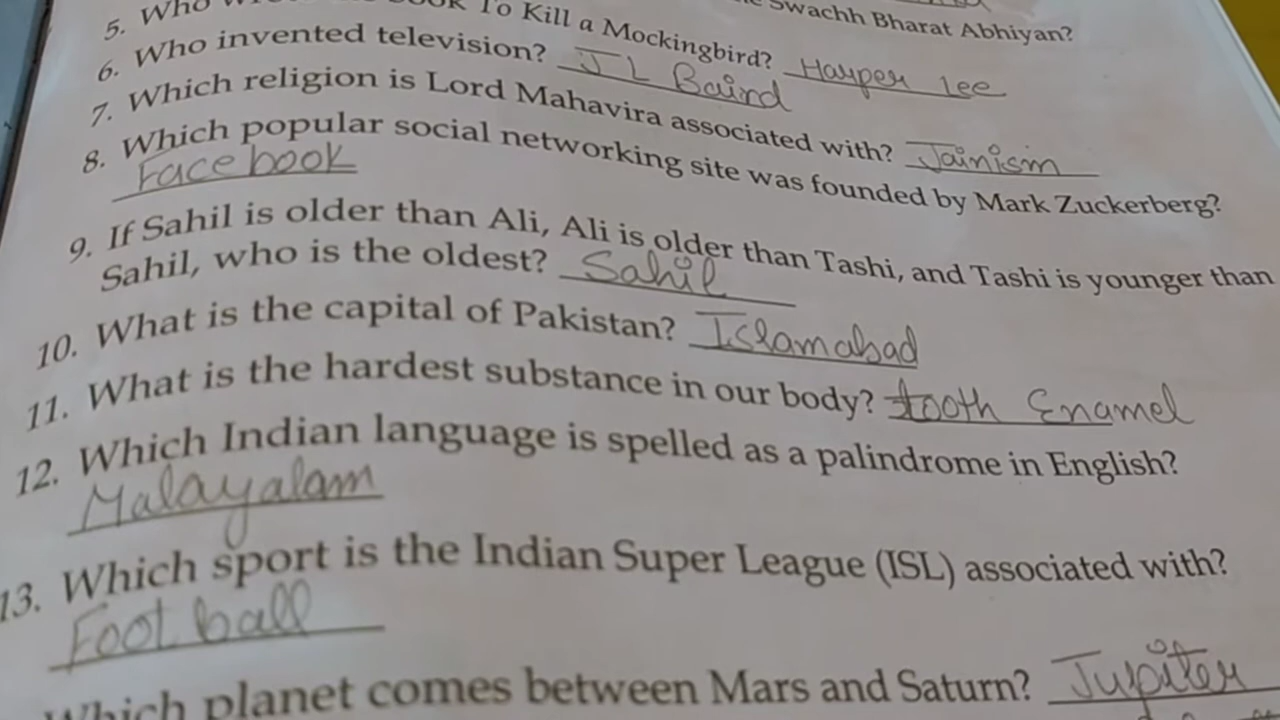 Swachh Bharat Abhiyan?
5. Who To Kill a Mockingbird? Harper Lee
6. Who invented television? JL Baird
7. Which religion is Lord Mahavira associated with? Jainism
8. Which popular social networking site was founded by Mark Zuckerberg?
Facebook
9. If Sahil is older than Ali, Ali is older than Tashi, and Tashi is younger than
Sahil, who is the oldest? Sahil
10. What is the capital of Pakistan? Islamabad
11. What is the hardest substance in our body? tooth Enamel
12. Which Indian language is spelled as a palindrome in English?
Malayalam
13. Which sport is the Indian Super League (ISL) associated with?
Foot ball
Which planet comes between Mars and Saturn? Jupiter